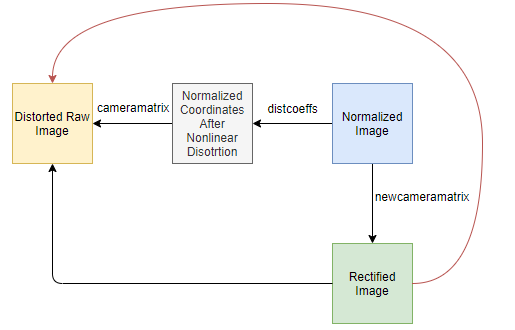 Distorted Raw
Image
cameramatrix
Normalized
Coordinates
After
Nonlinear
Disotrtion
distcoeffs
Normalized
Image
newcameramatrix
Rectified
Image